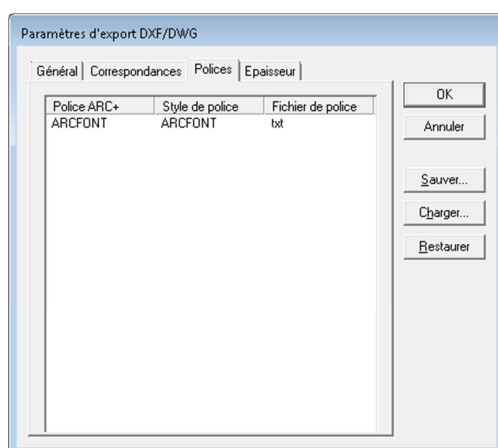 Paramètres d'export DXF/DWG
Général Correspondances Polices Epaisseur
Police ARC+ Style de police Fichier de police
ARCFONT ARCFONT txt
OK
Annuler
Sauver...
Charger...
Restaurer